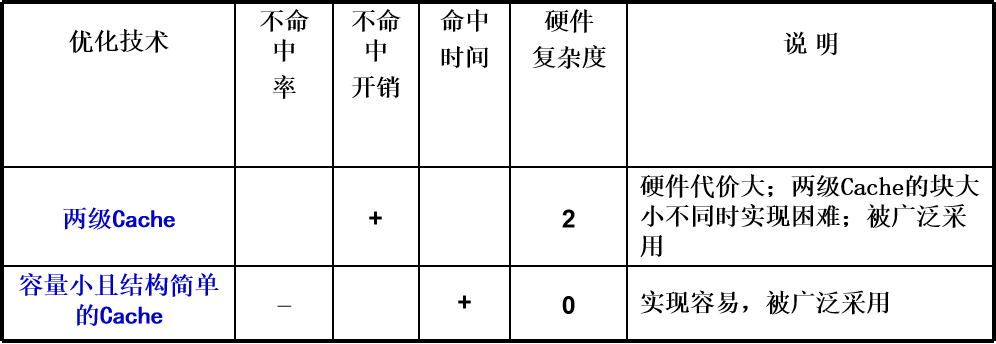 优化技术
不命
中
率
不命
中
开销
命中
时间
硬件
复杂度
说 明
两级Cache
+
2
硬件代价大；两级Cache的块大
小不同时实现困难；被广泛采
用
容量小且结构简单
的Cache
－
+
0
实现容易，被广泛采用